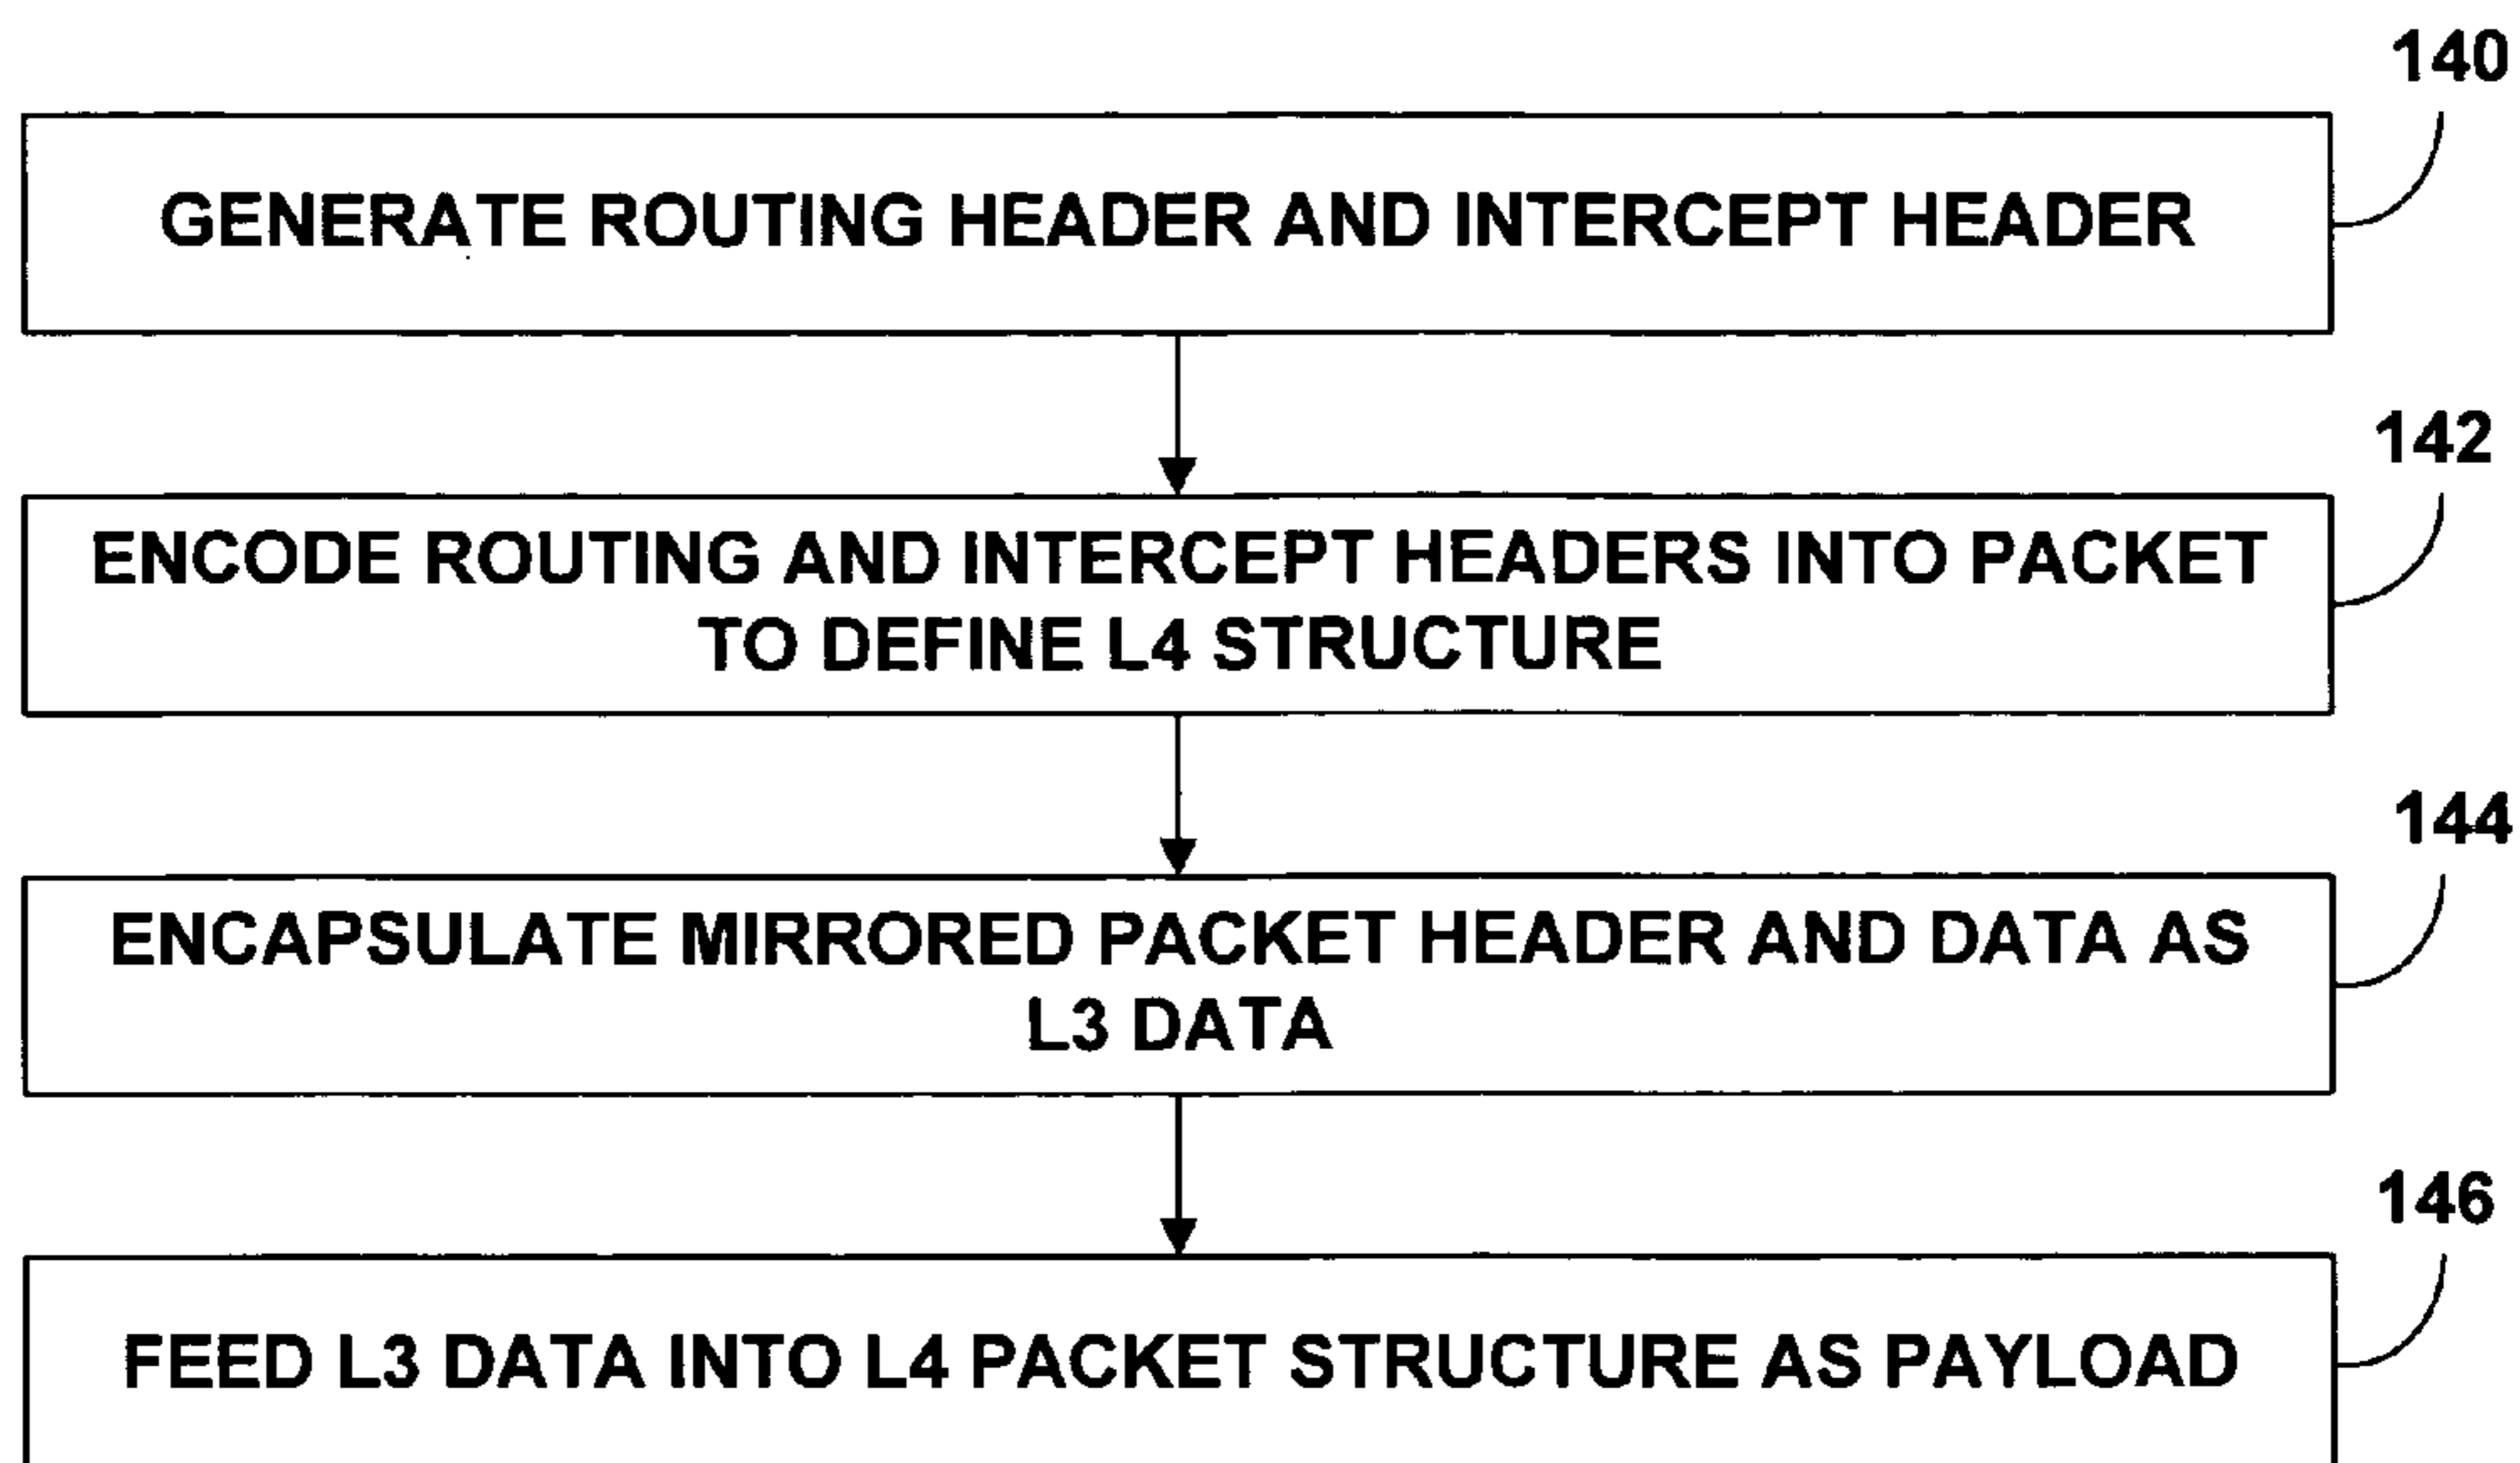 140
GENERATE ROUTING HEADER AND INTERCEPT HEADER
142
ENCODE ROUTING AND INTERCEPT HEADERS INTO PACKET
TO DEFINE L4 STRUCTURE
144
ENCAPSULATE MIRRORED PACKET HEADER AND DATA AS
L3 DATA
146
FEED L3 DATA INTO L4 PACKET STRUCTURE AS PAYLOAD